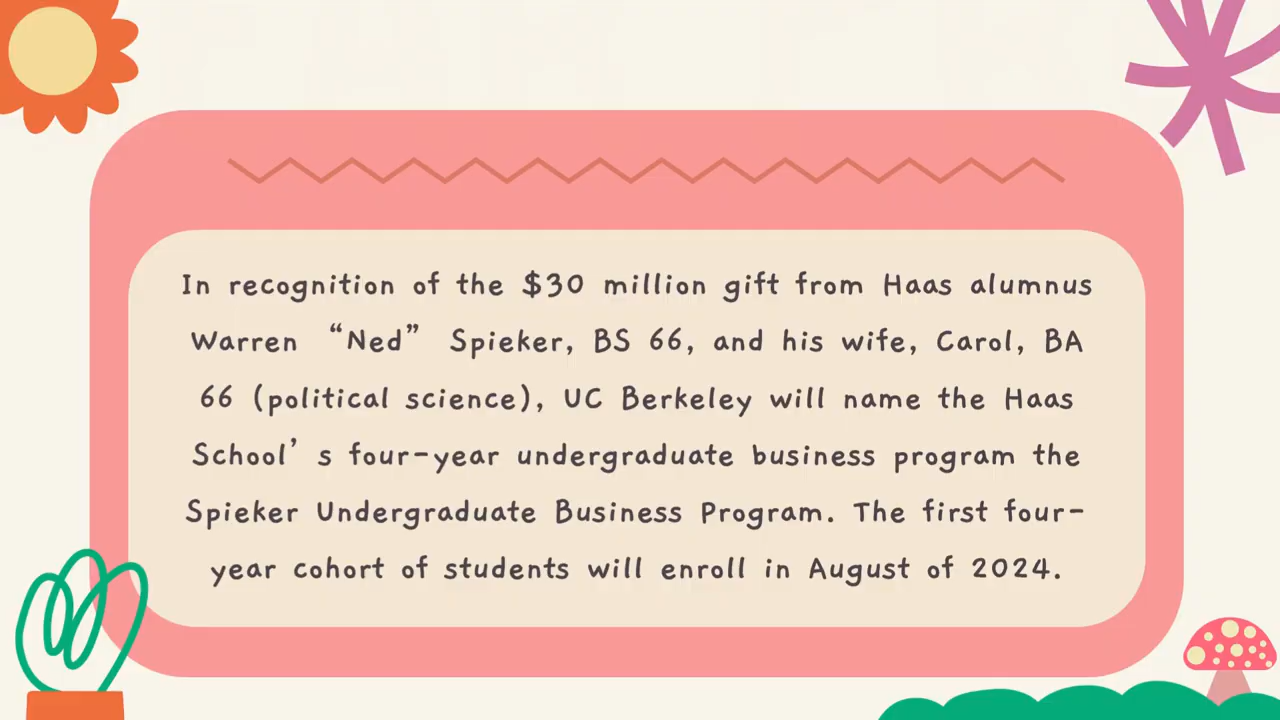 In recognition of the $30 million gift from Haas alumnus
Warren “Ned” Spieker, BS 66, and his wife, Carol, BA
66 (political science), UC Berkeley will name the Haas
School’s four-year undergraduate business program the
Spieker Undergraduate Business Program. The first four-
year cohort of students will enroll in August of 2024.